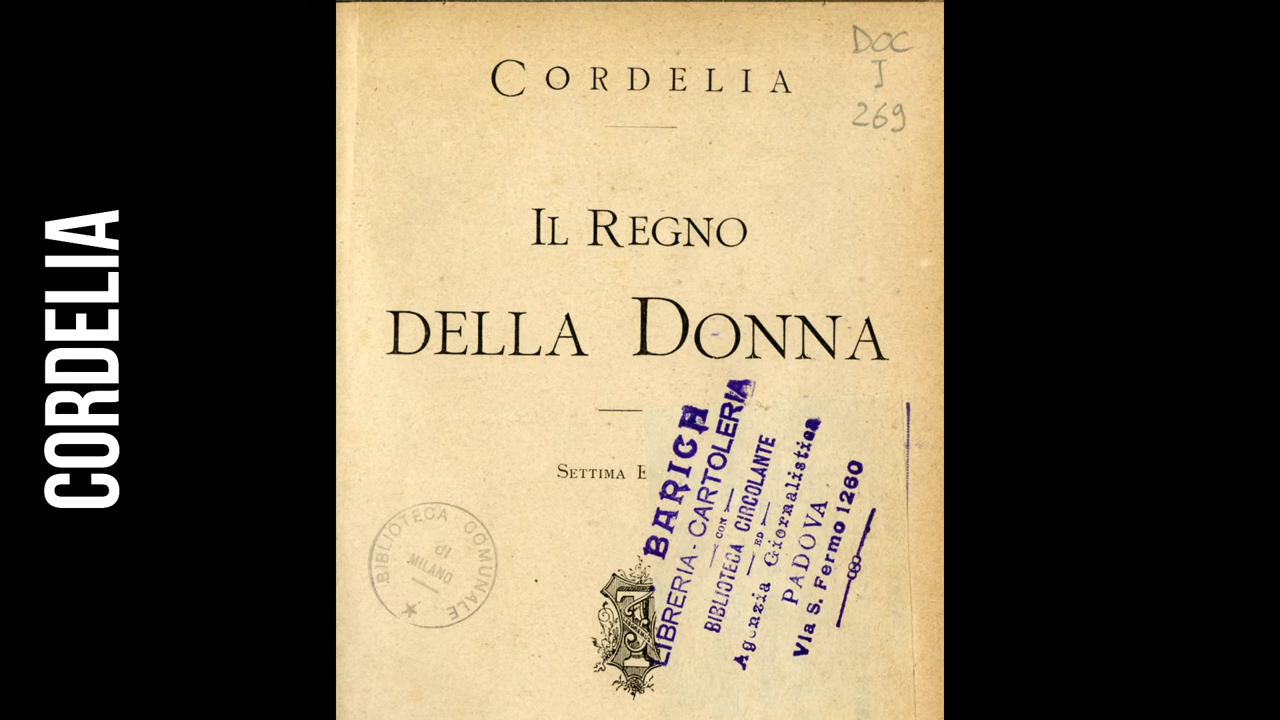 CORDELIA
DOC
I
269
CORDELIA
IL REGNO
DELLA DONNA
SETTIMA E
BIBLIOTECA COMUNALE
DI
MILANO
BARICH
LIBRERIA - CARTOLERIA
CON
BIBLIOTECA CIRCOLANTE
ED
Agenzia Giornalistica
PADOVA
Via S. Fermo 1260